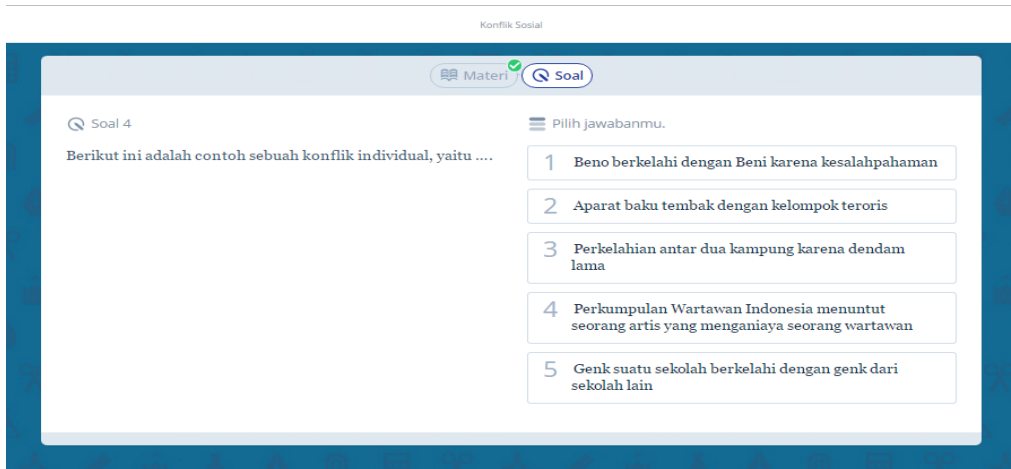 Konflik Sosial
Materi
Soal
Soal 4
Berikut ini adalah contoh sebuah konflik individual, yaitu ....
Pilih jawabanmu.
1 Beno berkelahi dengan Beni karena kesalahpahaman
2 Aparat baku tembak dengan kelompok teroris
3 Perkelahian antar dua kampung karena dendam
lama
4 Perkumpulan Wartawan Indonesia menuntut
seorang artis yang menganiaya seorang wartawan
5 Genk suatu sekolah berkelahi dengan genk dari
sekolah lain